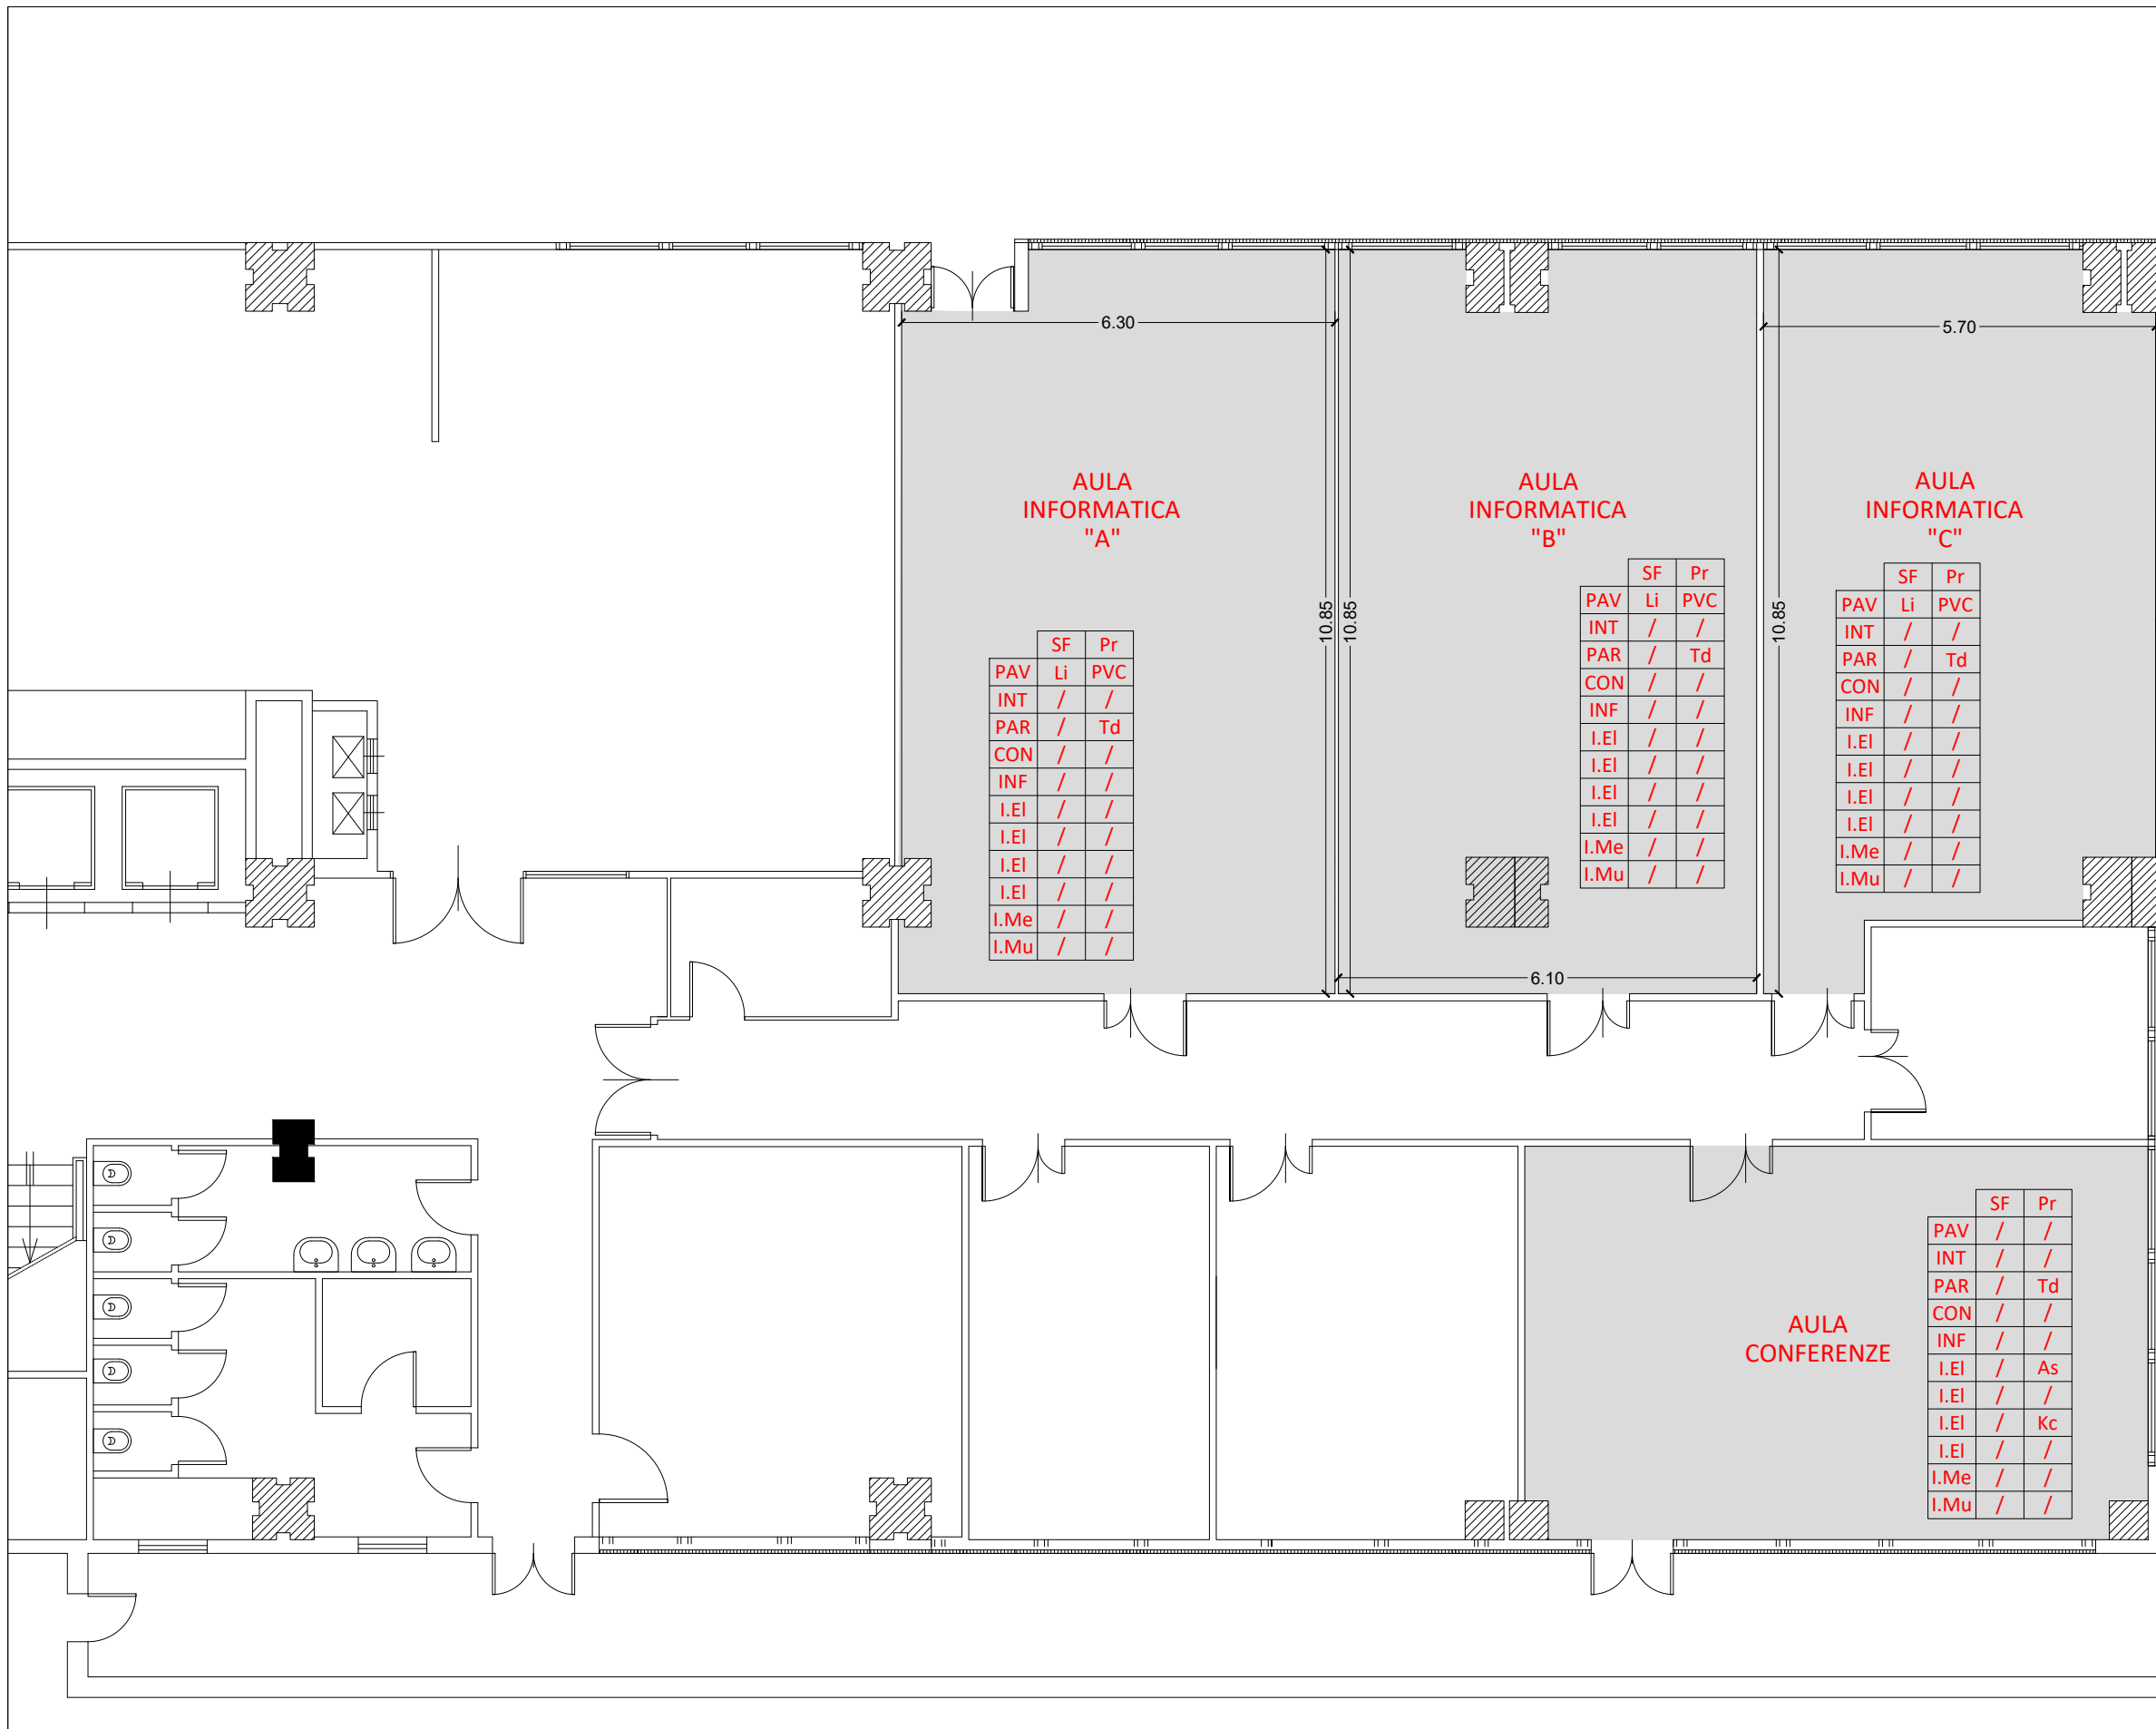 6.30
5.70
AULA
INFORMATICA
"A"
AULA
INFORMATICA
"B"
AULA
INFORMATICA
"C"
10.85
10.85
10.85
SF Pr
PAV Li PVC
INT / /
PAR / Td
CON / /
INF / /
I.El / /
I.El / /
I.El / /
I.El / /
I.Me / /
I.Mu / /
SF Pr
PAV Li PVC
INT / /
PAR / Td
CON / /
INF / /
I.El / /
I.El / /
I.El / /
I.El / /
I.Me / /
I.Mu / /
SF Pr
PAV Li PVC
INT / /
PAR / Td
CON / /
INF / /
I.El / /
I.El / /
I.El / /
I.El / /
I.Me / /
I.Mu / /
6.10
AULA
CONFERENZE
SF Pr
PAV / /
INT / /
PAR / Td
CON / /
INF / /
I.El / As
I.El / /
I.El / Kc
I.El / /
I.Me / /
I.Mu / /